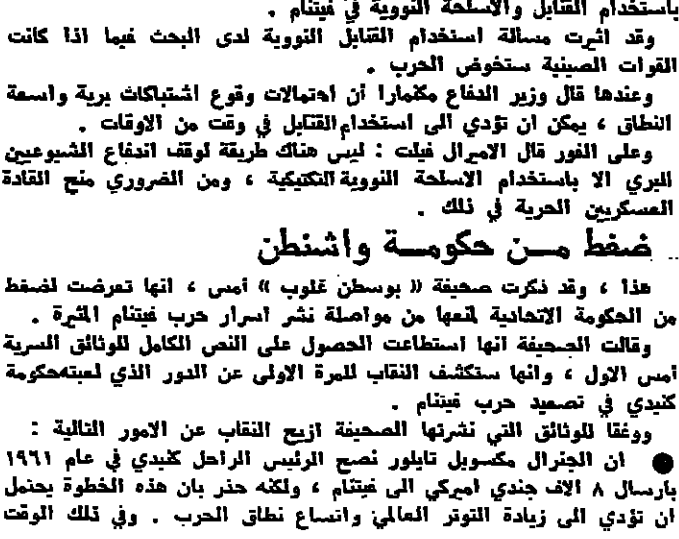 باستخدام القنابل والاسلحة النووية في فيتنام .
وقد اثيرت مسألة استخدام القنابل النووية لدى البحث فيما اذا كانت
القوات الصينية ستخوض الحرب .
وعندها قال وزير الدفاع مكنمارا أن احتمالات وقوع اشتباكات برية واسعة
النطاق ، يمكن ان تؤدي الى استخدام القنابل في وقت من الاوقات .
وعلى الفور قال الاميرال فيلت : ليس هناك طريقة لوقف اندفاع الشيوعيين
البري الا باستخدام الاسلحة النووية التكتيكية ، ومن الضروري منح القادة
العسكريين الحرية في ذلك .
ضغط مــن حكومــة واشنطن
هذا ، وقد ذكرت صحيفة « بوسطن غلوب » أمس ، انها تعرضت لضغط
من الحكومة الاتحادية لمنعها من مواصلة نشر اسرار حرب فيتنام المثيرة .
وقالت الصحيفة انها استطاعت الحصول على النص الكامل للوثائق السرية
أمس الاول ، وانها ستكشف النقاب للمرة الاولى عن الدور الذي لعبته حكومة
كنيدي في تصعيد حرب فيتنام .
ووفقا للوثائق التي نشرتها الصحيفة ازيح النقاب عن الامور التالية :
● ان الجنرال مكسويل تايلور نصح الرئيس الراحل كنيدي في عام ١٩٦١
بارسال ٨ الاف جندي اميركي الى فيتنام ، ولكنه حذر بان هذه الخطوة يحتمل
ان تؤدي الى زيادة التوتر العالمي واتساع نطاق الحرب . وفي تلك الوقت